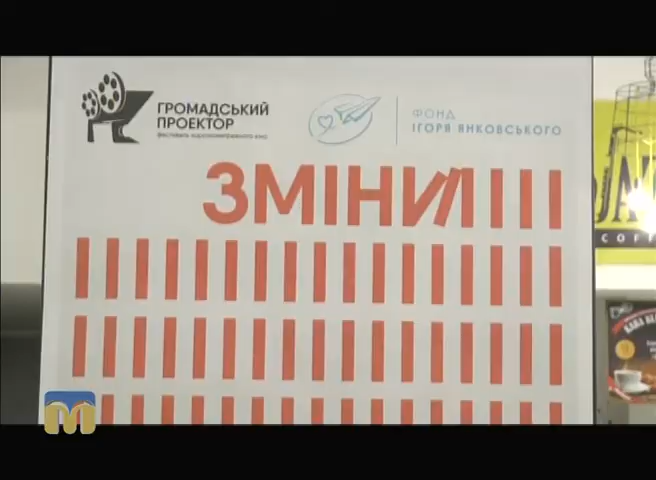 ГРОМАДСЬКИЙ
ПРОЕКТОР
фестиваль короткометражного кіно
ФОНД
ІГОРЯ ЯНКОВСЬКОГО
ЗМІНИ